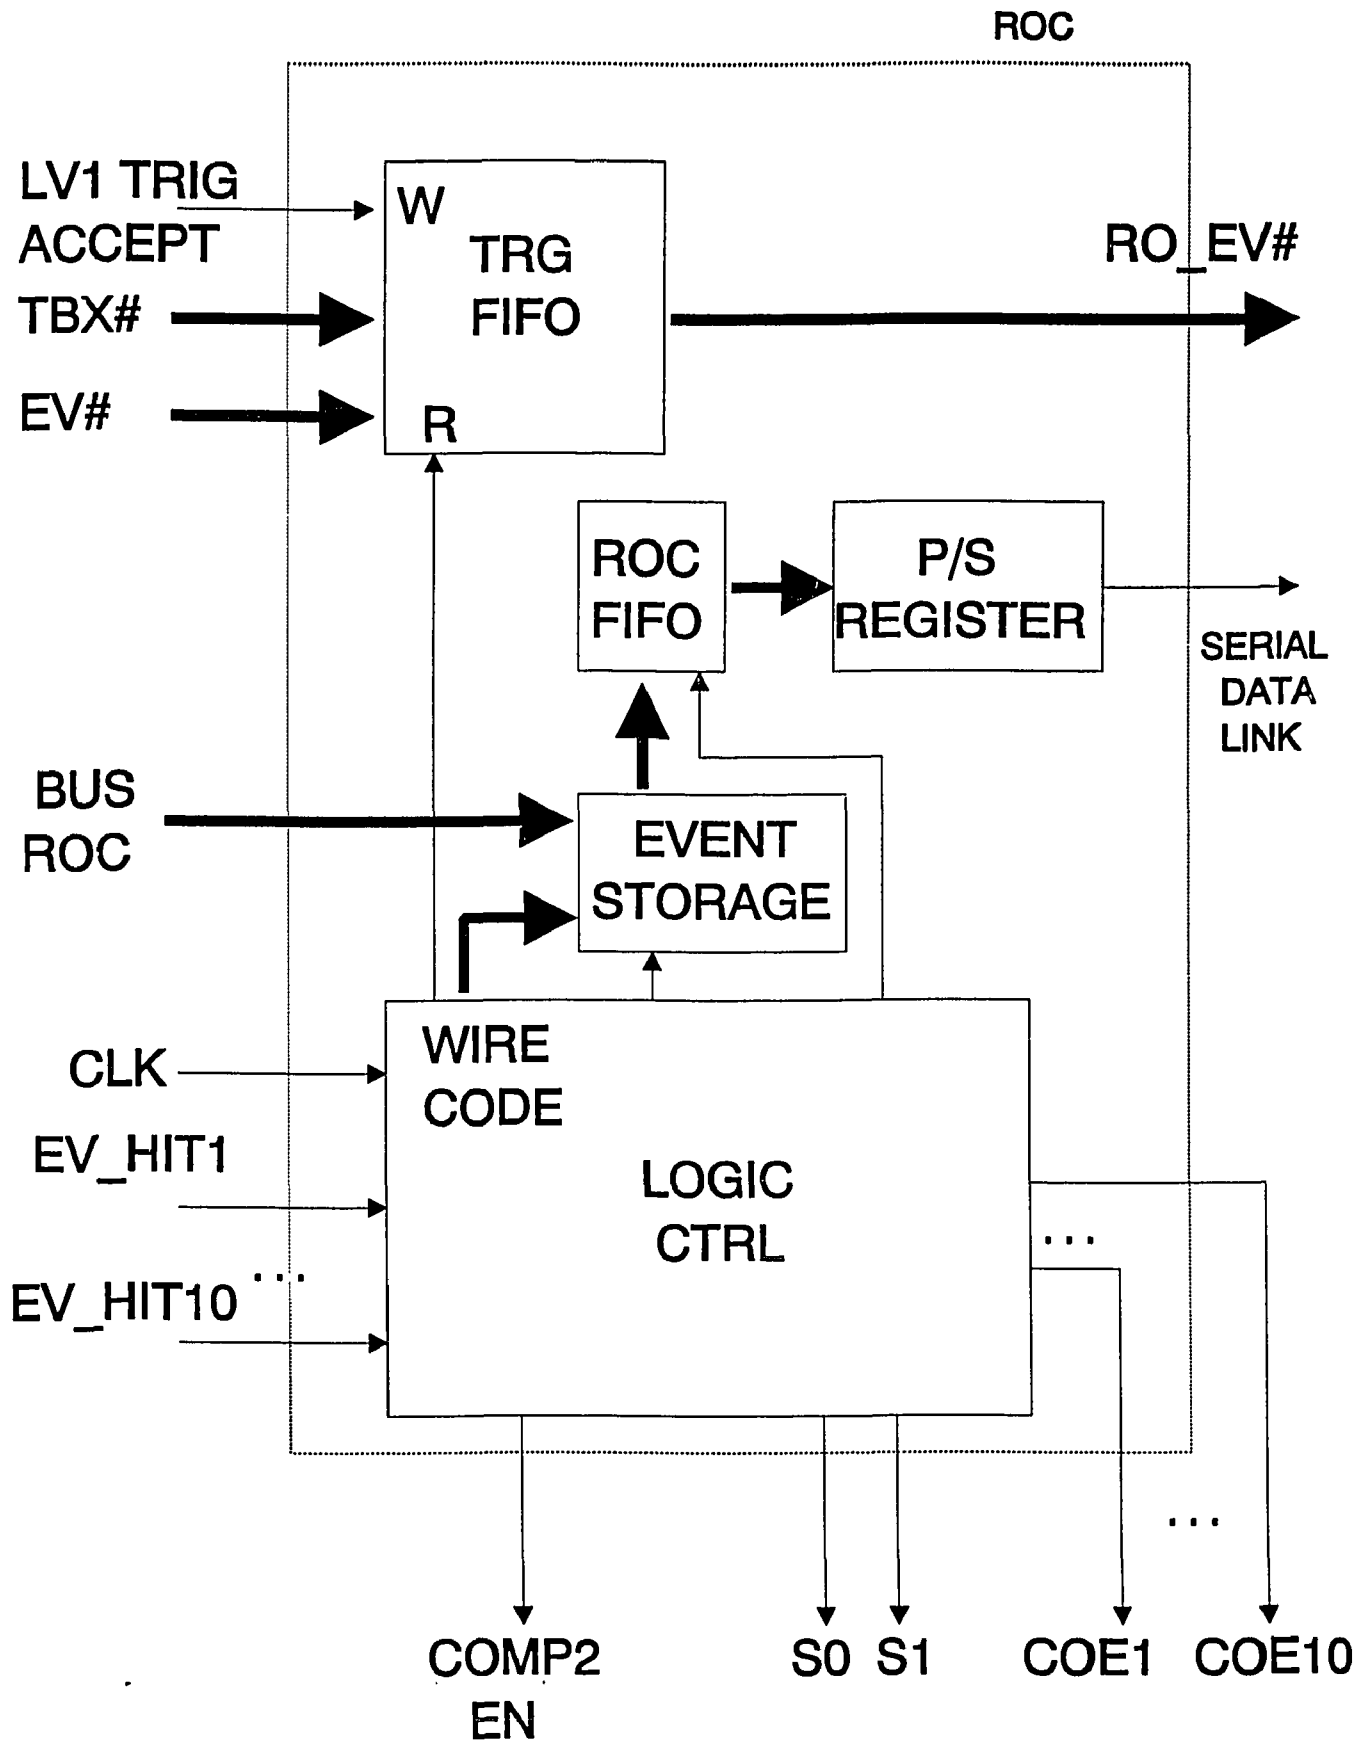 ROC
LV1 TRIG
ACCEPT
TBX#
EV#
W
TRG
FIFO
R
RO_EV#
ROC
FIFO
P/S
REGISTER
SERIAL
DATA
LINK
BUS
ROC
EVENT
STORAGE
WIRE
CODE
CLK
EV_HIT1
...
EV_HIT10
LOGIC
CTRL
...
...
COMP2
EN
S0
S1
COE1
COE10